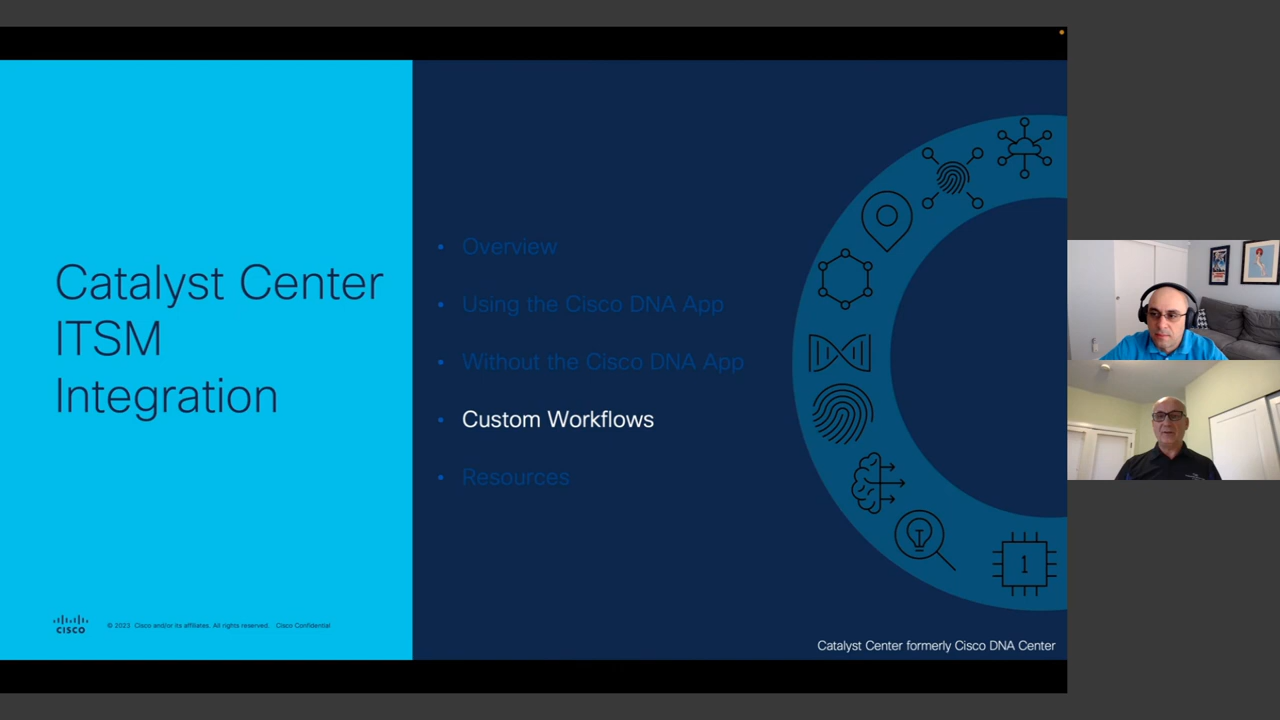 Catalyst Center
ITSM
Integration
• Overview
• Using the Cisco DNA App
• Without the Cisco DNA App
• Custom Workflows
• Resources
1
CISCO
© 2023 Cisco and/or its affiliates. All rights reserved. Cisco Confidential
Catalyst Center formerly Cisco DNA Center